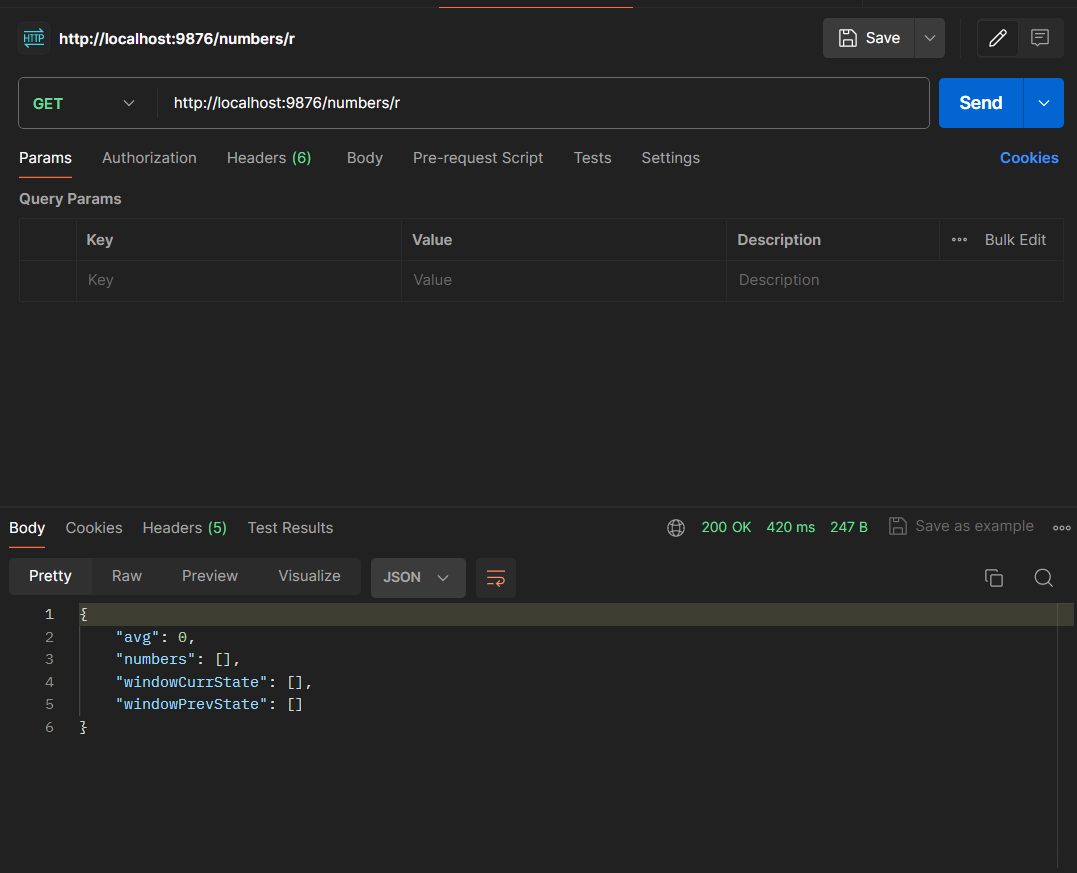 HTTP http://localhost:9876/numbers/r Save
GET http://localhost:9876/numbers/r Send
Params Authorization Headers (6) Body Pre-request Script Tests Settings Cookies
Query Params
Key Value Description ••• Bulk Edit
Key Value Description
Body Cookies Headers (5) Test Results 200 OK 420 ms 247 B Save as example
Pretty Raw Preview Visualize JSON
1 {
2 "avg": 0,
3 "numbers": [],
4 "windowCurrState": [],
5 "windowPrevState": []
6 }